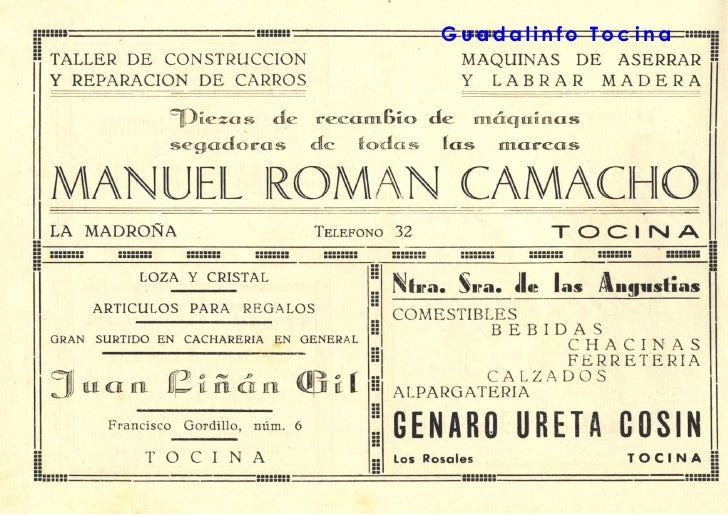 Guadalinfo Tocina
TALLER DE CONSTRUCCION
Y REPARACION DE CARROS
MAQUINAS DE ASERRAR
Y LABRAR MADERA
Piezas de recambio de máquinas
segadoras de todas las marcas
MANUEL ROMAN CAMACHO
LA MADROÑA TELEFONO 32 TOCINA
LOZA Y CRISTAL
ARTICULOS PARA REGALOS
GRAN SURTIDO EN CACHARERIA EN GENERAL
Juan Liñán Gil
Francisco Gordillo, núm. 6
TOCINA
Ntra. Sra. de las Angustias
COMESTIBLES
BEBIDAS
CHACINAS
FERRETERIA
CALZADOS
ALPARGATERIA
GENARO URETA COSIN
Los Rosales TOCINA